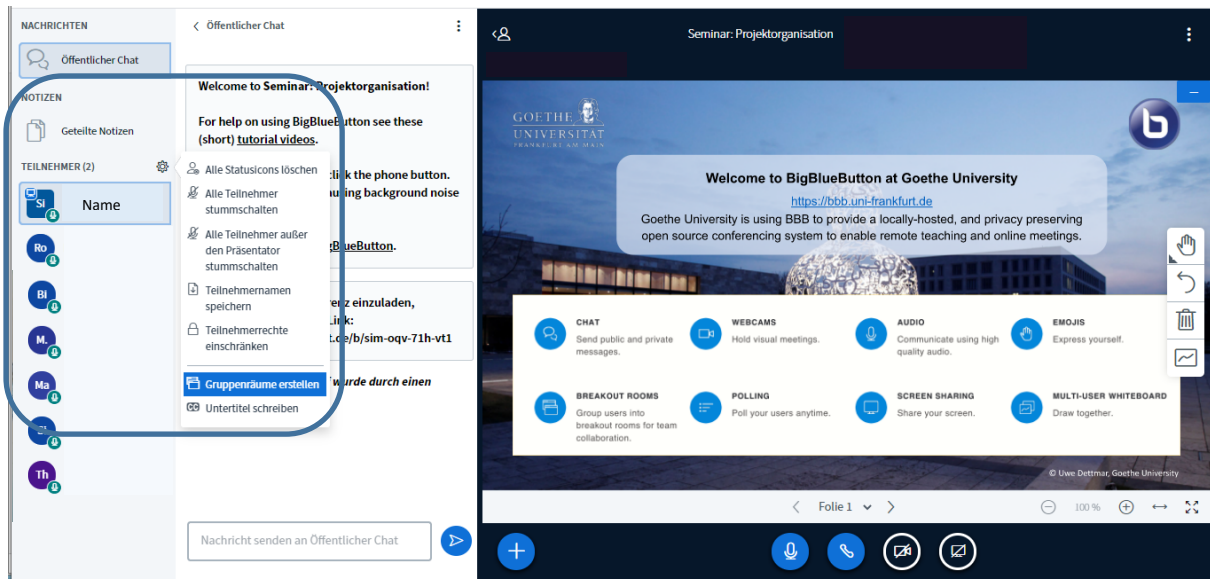 NACHRICHTEN
Öffentlicher Chat
NOTIZEN
Geteilte Notizen
TEILNEHMER (2)
Si
Name
Ro
Bi
M.
Ma
Th
Alle Statusicons löschen
Alle Teilnehmer
stummschalten
Alle Teilnehmer außer
den Präsentator
stummschalten
Teilnehmernamen
speichern
Teilnehmerrechte
einschränken
Gruppenräume erstellen
Untertitel schreiben
Öffentlicher Chat
Welcome to Seminar: Projektorganisation!
For help on using BigBlueButton see these
(short) tutorial videos.
click the phone button.
background noise
gBlueButton.
einzuladen,
Link:
t.de/b/sim-oqv-71h-vt1
wurde durch einen
Nachricht senden an Öffentlicher Chat
Seminar: Projektorganisation
GOETHE
UNIVERSITÄT
FRANKFURT AM MAIN
b
Welcome to BigBlueButton at Goethe University
https://bbb.uni-frankfurt.de
Goethe University is using BBB to provide a locally-hosted, and privacy preserving
open source conferencing system to enable remote teaching and online meetings.
CHAT
Send public and private
messages.
WEBCAMS
Hold visual meetings.
AUDIO
Communicate using high
quality audio.
EMOJIS
Express yourself.
BREAKOUT ROOMS
Group users into
breakout rooms for team
collaboration.
POLLING
Poll your users anytime.
SCREEN SHARING
Share your screen.
MULTI-USER WHITEBOARD
Draw together.
© Uwe Dettmar, Goethe University
Folie 1
100 %